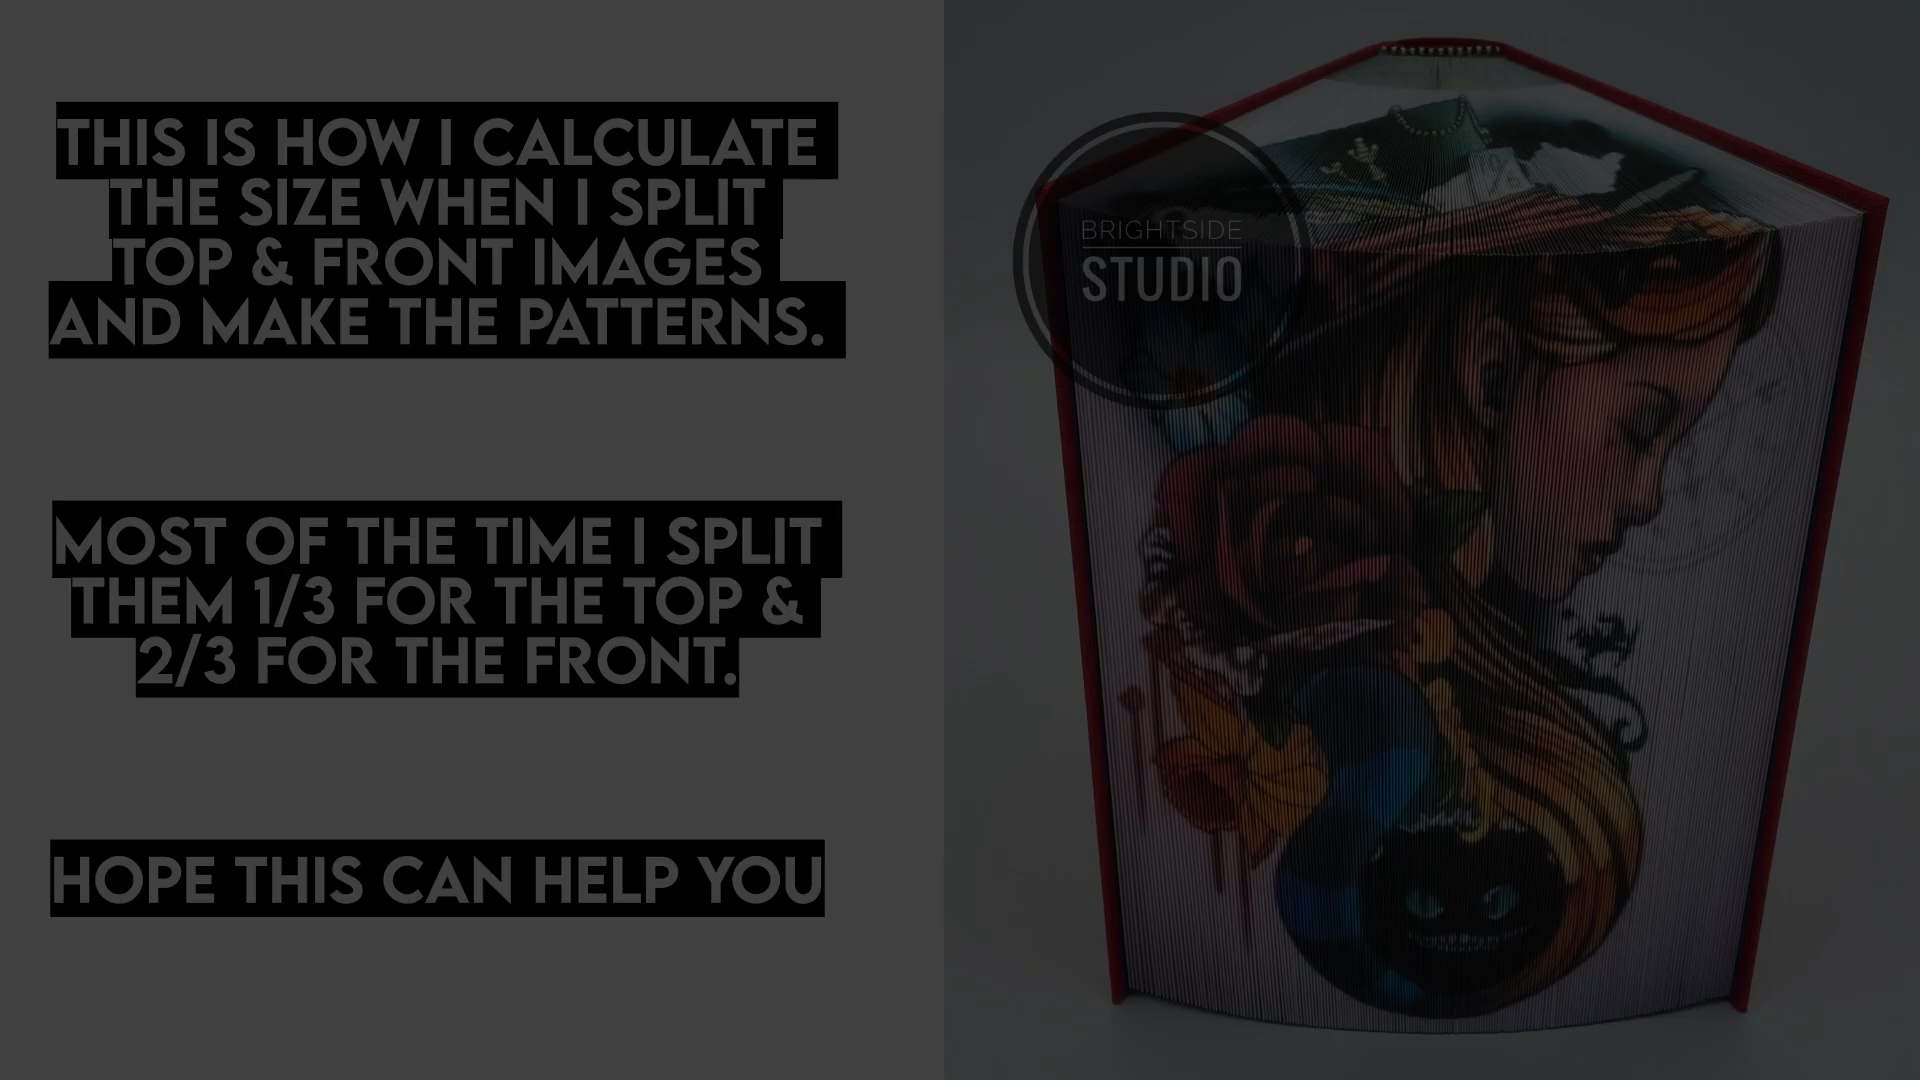 THIS IS HOW I CALCULATE
THE SIZE WHEN I SPLIT
TOP & FRONT IMAGES
AND MAKE THE PATTERNS.
MOST OF THE TIME I SPLIT
THEM 1/3 FOR THE TOP &
2/3 FOR THE FRONT.
HOPE THIS CAN HELP YOU
BRIGHTSIDE
STUDIO